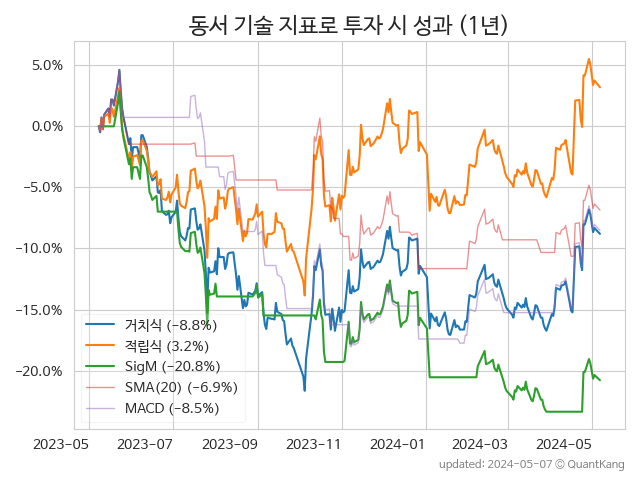 동서 기술 지표로 투자 시 성과 (1년)
5.0%
0.0%
−5.0%
−10.0%
−15.0%
−20.0%
거치식 (−8.8%)
적립식 (3.2%)
SigM (−20.8%)
SMA(20) (−6.9%)
MACD (−8.5%)
2023-05 2023-07 2023-09 2023-11 2024-01 2024-03 2024-05
updated: 2024-05-07 ⓒ QuantKang